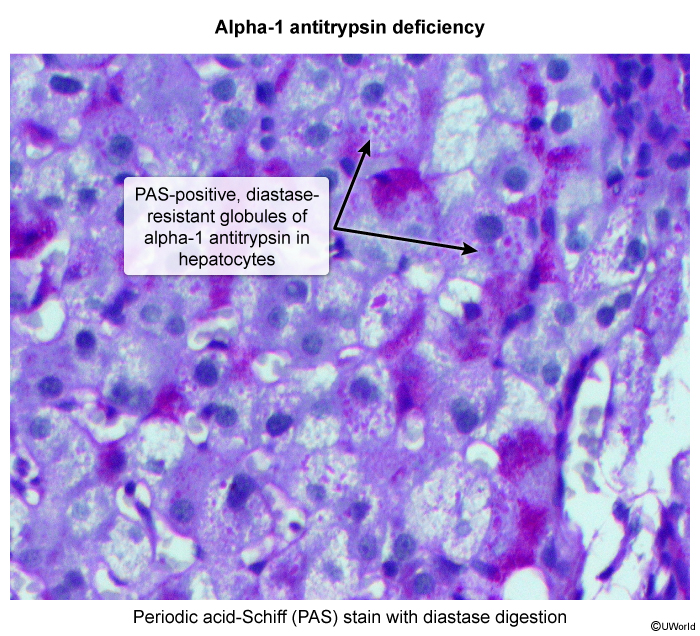 Alpha-1 antitrypsin deficiency
PAS-positive, diastase-
resistant globules of
alpha-1 antitrypsin in
hepatocytes
Periodic acid-Schiff (PAS) stain with diastase digestion
©UWorld